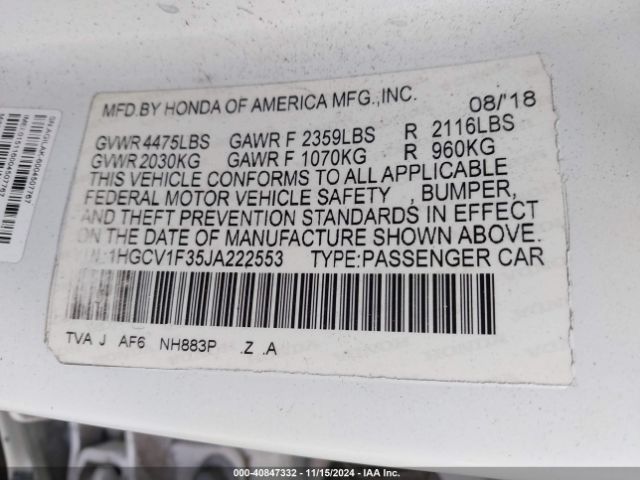 MFD.BY HONDA OF AMERICA MFG.,INC. 08/'18
GVWR 4475LBS GAWR F 2359LBS R 2116LBS
GVWR 2030KG GAWR F 1070KG R 960KG
THIS VEHICLE CONFORMS TO ALL APPLICABLE
FEDERAL MOTOR VEHICLE SAFETY , BUMPER,
AND THEFT PREVENTION STANDARDS IN EFFECT
ON THE DATE OF MANUFACTURE SHOWN ABOVE.
:1HGCV1F35JA222553 TYPE:PASSENGER CAR
TVA J AF6 NH883P .Z .A
000-40847332 - 11/15/2024 - IAAI.COM